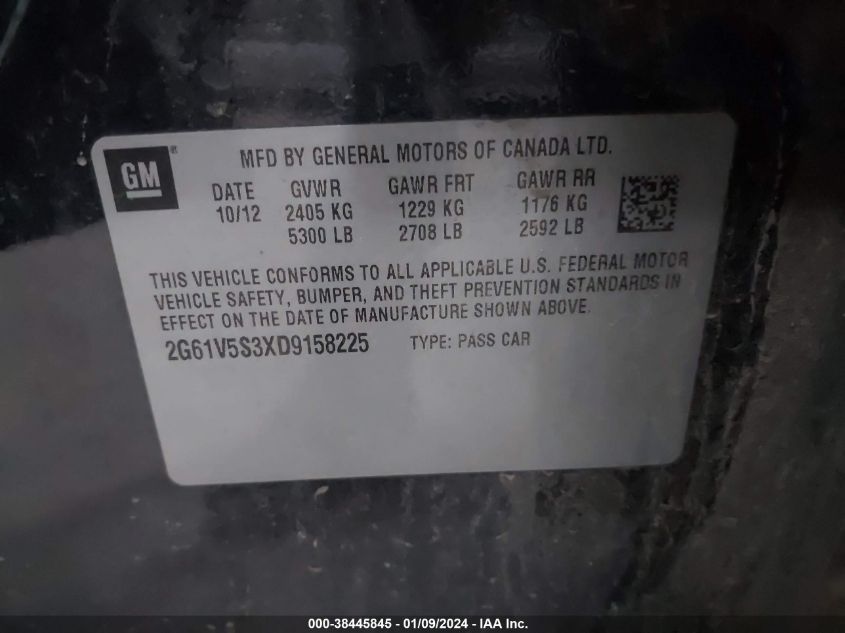 GM ®
MFD BY GENERAL MOTORS OF CANADA LTD.
DATE GVWR GAWR FRT GAWR RR
10/12 2405 KG 1229 KG 1176 KG
5300 LB 2708 LB 2592 LB
THIS VEHICLE CONFORMS TO ALL APPLICABLE U.S. FEDERAL MOTOR
VEHICLE SAFETY, BUMPER, AND THEFT PREVENTION STANDARDS IN
EFFECT ON THE DATE OF MANUFACTURE SHOWN ABOVE.
2G61V5S3XD9158225 TYPE: PASS CAR
000-38445845 - 01/09/2024 - IAA Inc.